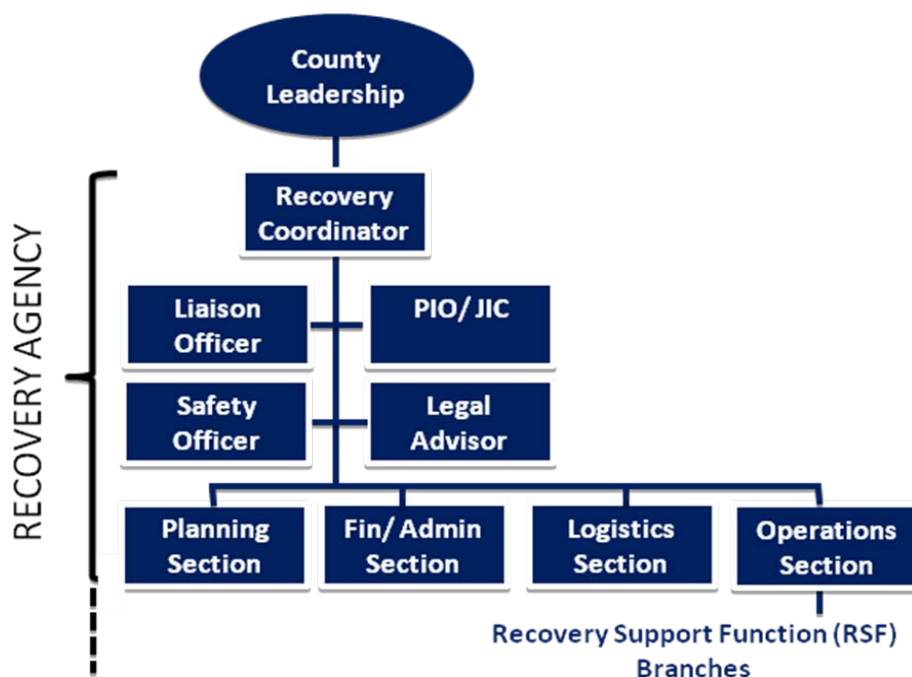 County
Leadership
RECOVERY AGENCY
Recovery
Coordinator
Liaison
Officer
PIO/ JIC
Safety
Officer
Legal
Advisor
Planning
Section
Fin/ Admin
Section
Logistics
Section
Operations
Section
Recovery Support Function (RSF)
Branches